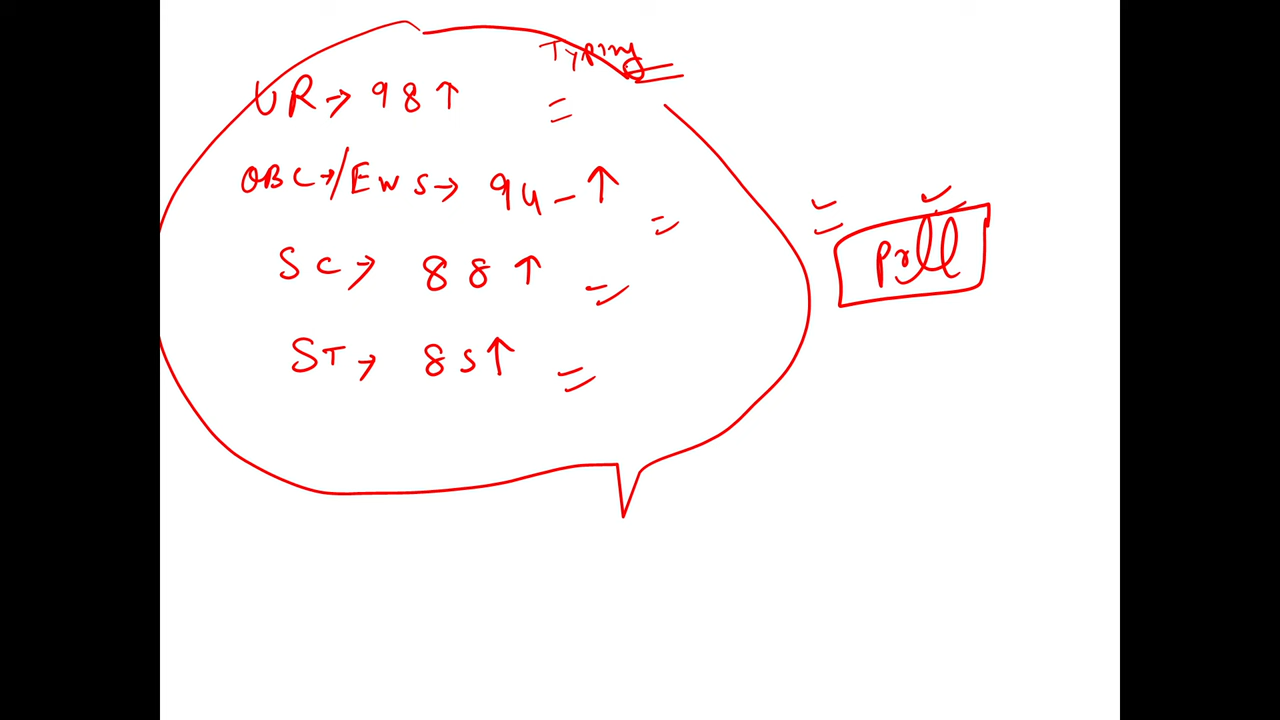 Typing
UR → 98 ↑
OBC →/EWS → 94 - ↑
SC → 88 ↑
ST → 85 ↑